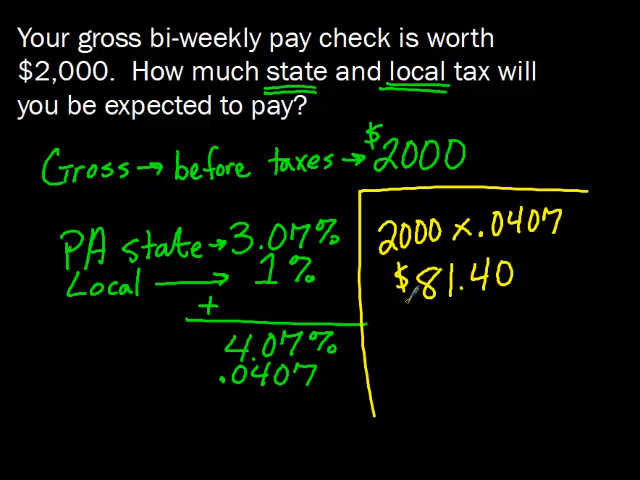 Your gross bi-weekly pay check is worth
$2,000. How much state and local tax will
you be expected to pay?
Gross → before taxes → $2000
PA state → 3.07%
Local → 1%
+
4.07%
.0407
2000 x .0407
$81.40